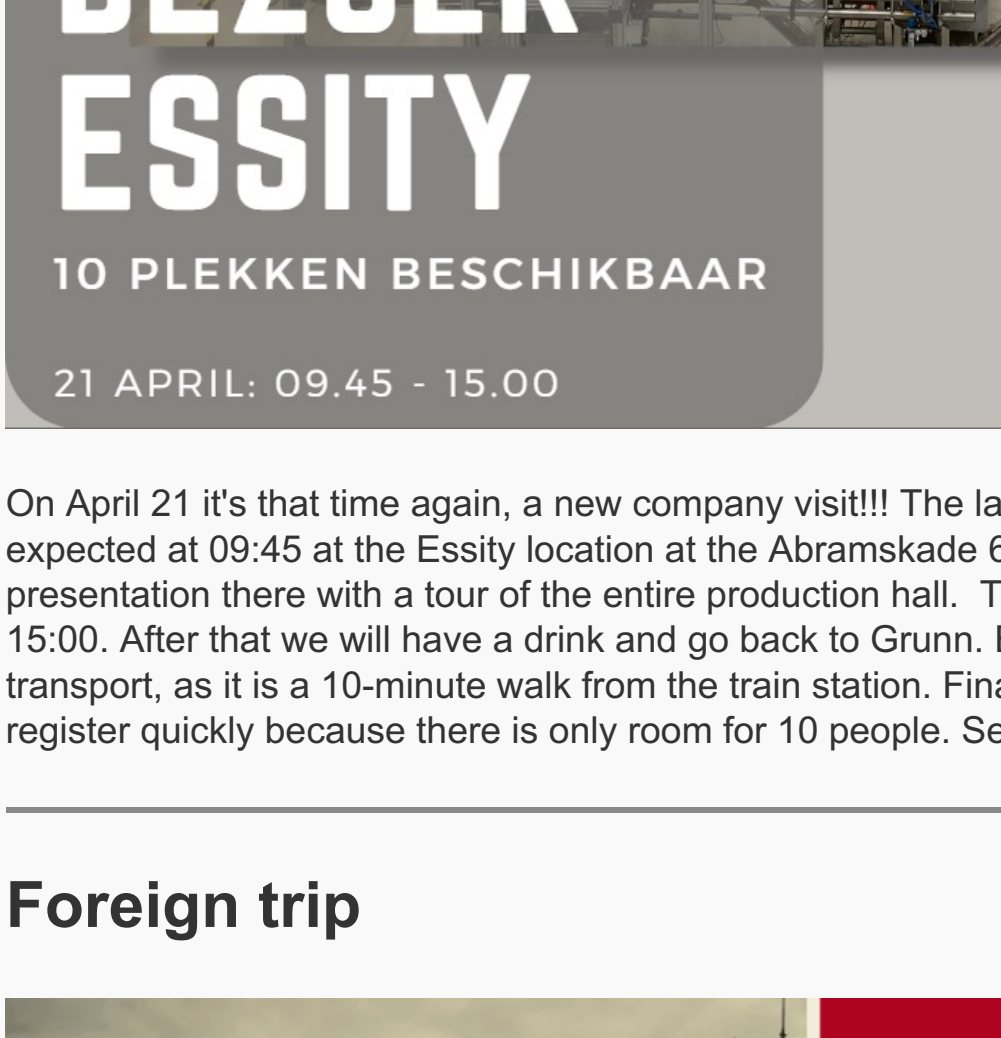 ESSITY
10 PLEKKEN BESCHIKBAAR
21 APRIL: 09.45 - 15.00
On April 21 it's that time again, a new company visit!!! The
expected at 09:45 at the Essity location at the Abramskade
presentation there with a tour of the entire production hall.
15:00. After that we will have a drink and go back to Grunn.
transport, as it is a 10-minute walk from the train station.
register quickly because there is only room for 10 people.
Foreign trip